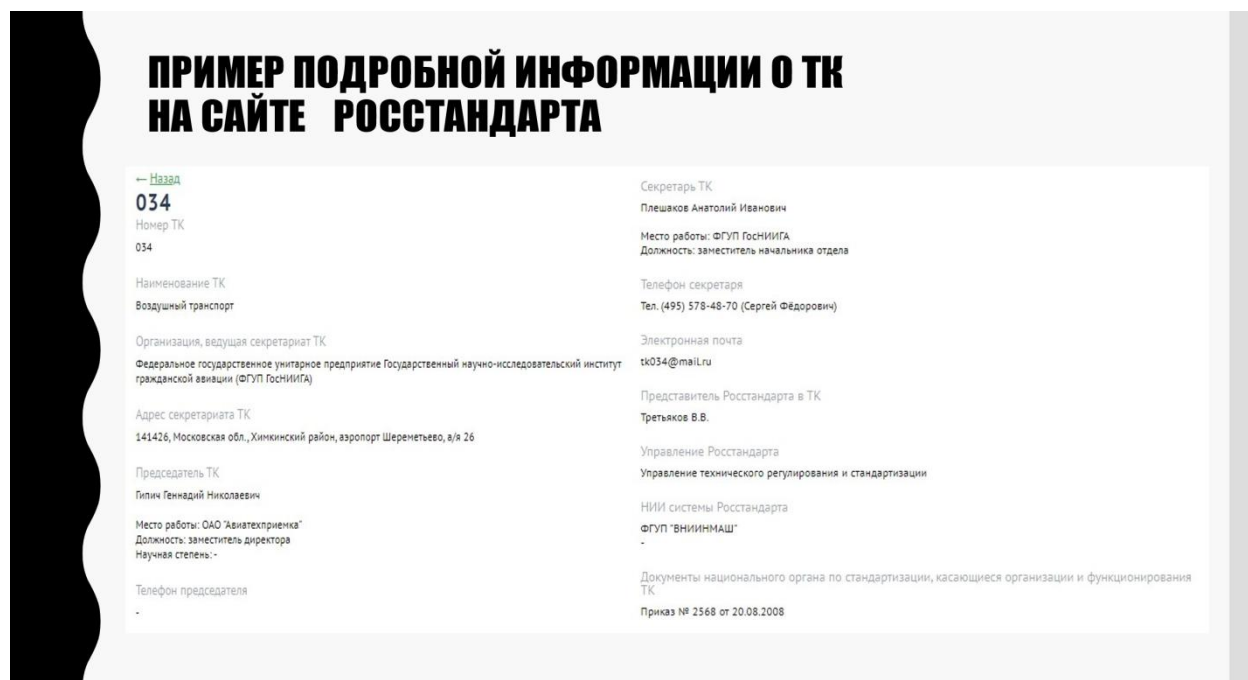 ПРИМЕР ПОДРОБНОЙ ИНФОРМАЦИИ О ТК
НА САЙТЕ РОССТАНДАРТА
← Назад
034
Номер ТК
034
Наименование ТК
Воздушный транспорт
Организация, ведущая секретариат ТК
Федеральное государственное унитарное предприятие Государственный научно-исследовательский институт
гражданской авиации (ФГУП ГосНИИГА)
Адрес секретариата ТК
141426, Московская обл., Химкинский район, аэропорт Шереметьево, а/я 26
Председатель ТК
Гипич Геннадий Николаевич
Место работы: ОАО "Авиатехприемка"
Должность: заместитель директора
Научная степень: -
Телефон председателя
-
Секретарь ТК
Плешаков Анатолий Иванович
Место работы: ФГУП ГосНИИГА
Должность: заместитель начальника отдела
Телефон секретаря
Тел. (495) 578-48-70 (Сергей Фёдорович)
Электронная почта
tk034@mail.ru
Представитель Росстандарта в ТК
Третьяков В.В.
Управление Росстандарта
Управление технического регулирования и стандартизации
НИИ системы Росстандарта
ФГУП "ВНИИНМАШ"
-
Документы национального органа по стандартизации, касающиеся организации и функционирования
ТК
Приказ № 2568 от 20.08.2008